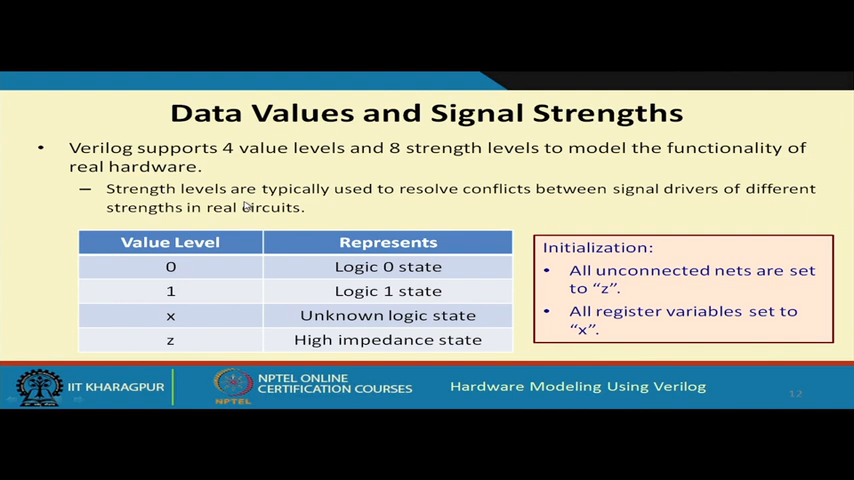 Data Values and Signal Strengths
• Verilog supports 4 value levels and 8 strength levels to model the functionality of
real hardware.
– Strength levels are typically used to resolve conflicts between signal drivers of different
strengths in real circuits.
Value Level Represents
0 Logic 0 state
1 Logic 1 state
x Unknown logic state
z High impedance state
Initialization:
• All unconnected nets are set
to “z”.
• All register variables set to
“x”.
IIT KHARAGPUR
NPTEL
NPTEL ONLINE
CERTIFICATION COURSES
Hardware Modeling Using Verilog
12